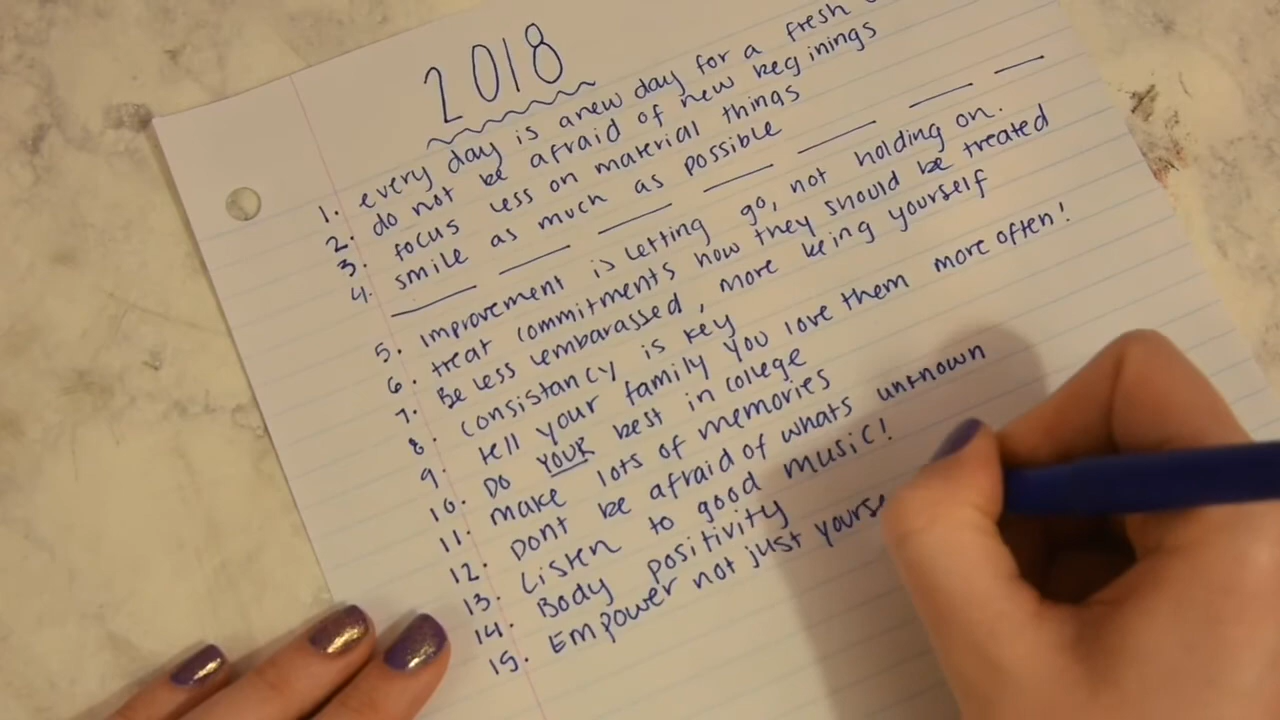 2018
1. every day is a new day for a fresh
2. do not be afraid of new beginings
3. focus less on material things
4. smile as much as possible
5. improvement is letting go, not holding on.
6. treat commitments how they should be treated
7. Be less embarassed, more being yourself
8. consistancy is key
9. tell your family you love them more often!
10. DO YOUR best in college
11. make lots of memories
12. Dont be afraid of whats unknown
13. Listen to good music!
14. Body positivity
15. Empower not just yourse